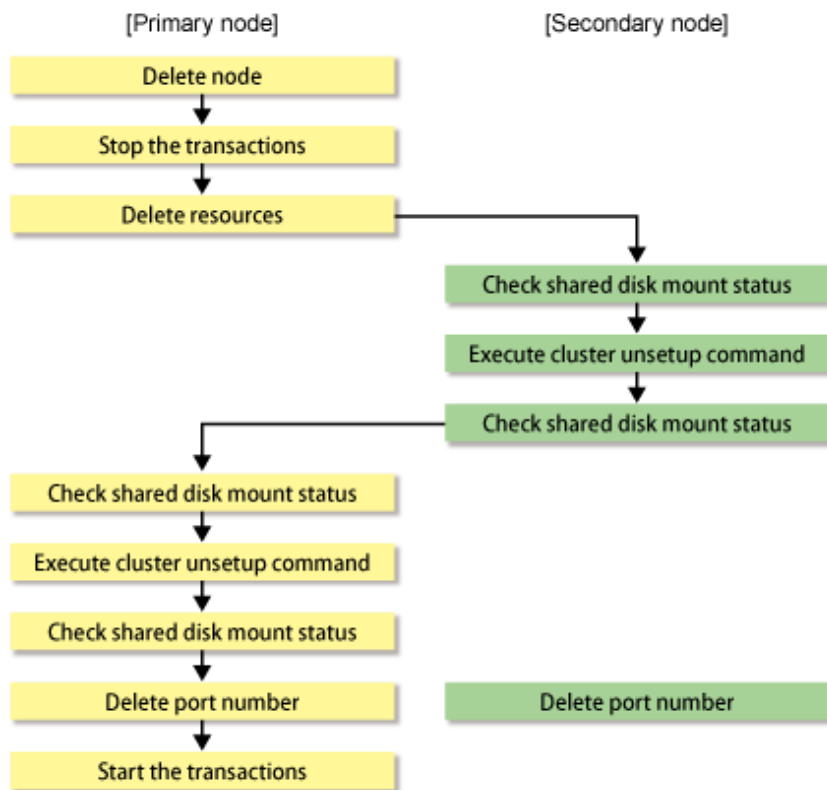 [Primary node]
[Secondary node]
Delete node
Stop the transactions
Delete resources
Check shared disk mount status
Execute cluster unsetup command
Check shared disk mount status
Check shared disk mount status
Execute cluster unsetup command
Check shared disk mount status
Delete port number
Delete port number
Start the transactions